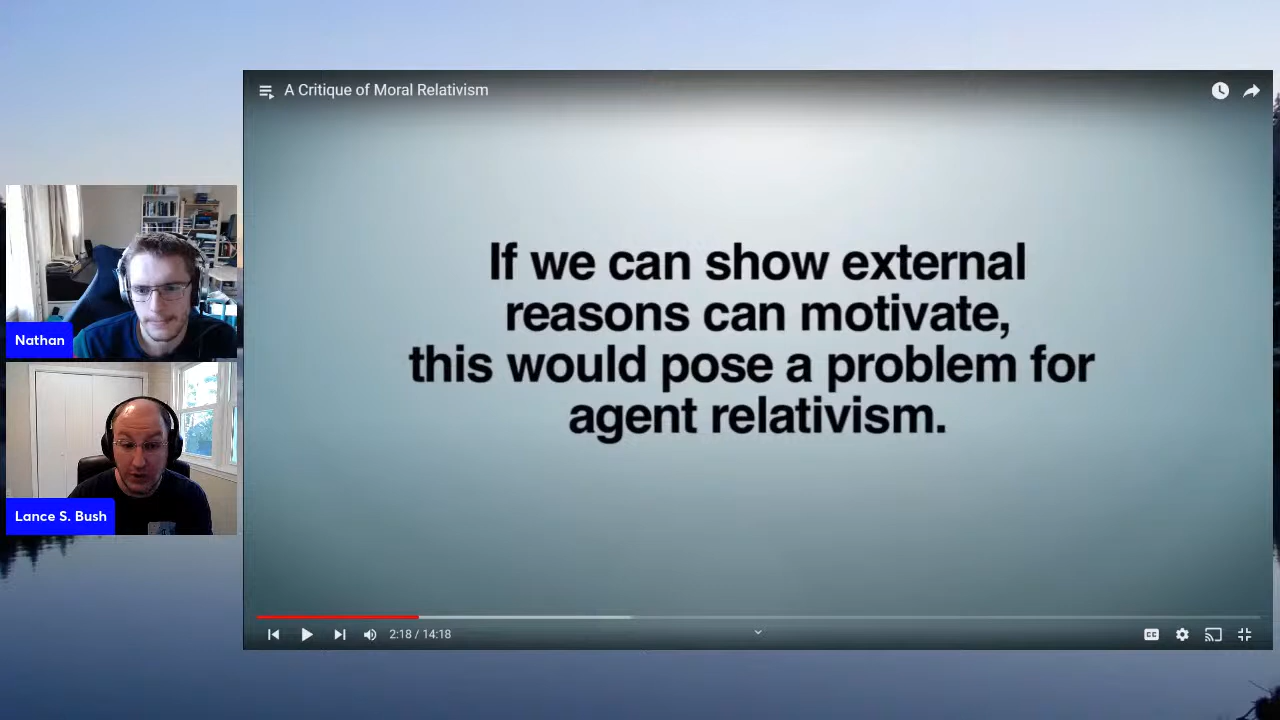 A Critique of Moral Relativism
If we can show external
reasons can motivate,
this would pose a problem for
agent relativism.
Nathan
Lance S. Bush
2:18 / 14:18
CC